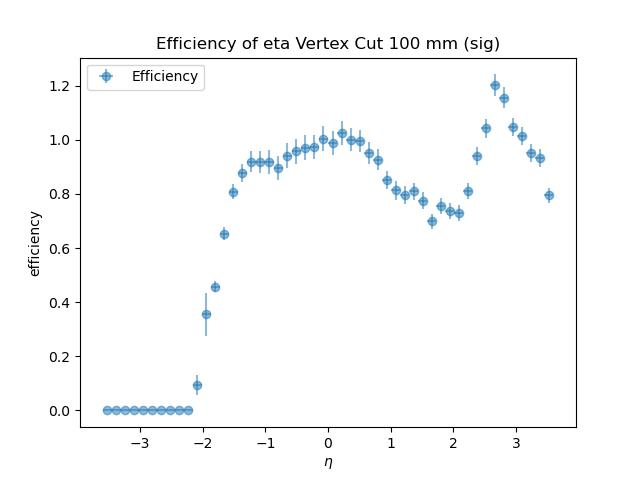 Efficiency of eta Vertex Cut 100 mm (sig)
Efficiency
efficiency
1.2
1.0
0.8
0.6
0.4
0.2
0.0
−3 −2 −1 0 1 2 3
η